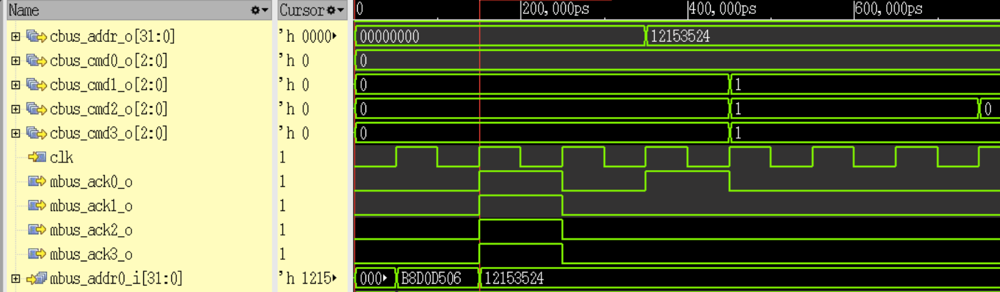 Name Cursor 0 200,000ps 400,000ps 600,000ps
cbus_addr_o[31:0] 'h 0000 00000000 12153524
cbus_cmd0_o[2:0] 'h 0 0
cbus_cmd1_o[2:0] 'h 0 0 1
cbus_cmd2_o[2:0] 'h 0 0 1 0
cbus_cmd3_o[2:0] 'h 0 0 1
clk 1
mbus_ack0_o 1
mbus_ack1_o 1
mbus_ack2_o 1
mbus_ack3_o 1
mbus_addr0_i[31:0] 'h 1215 000 B8D0D506 12153524